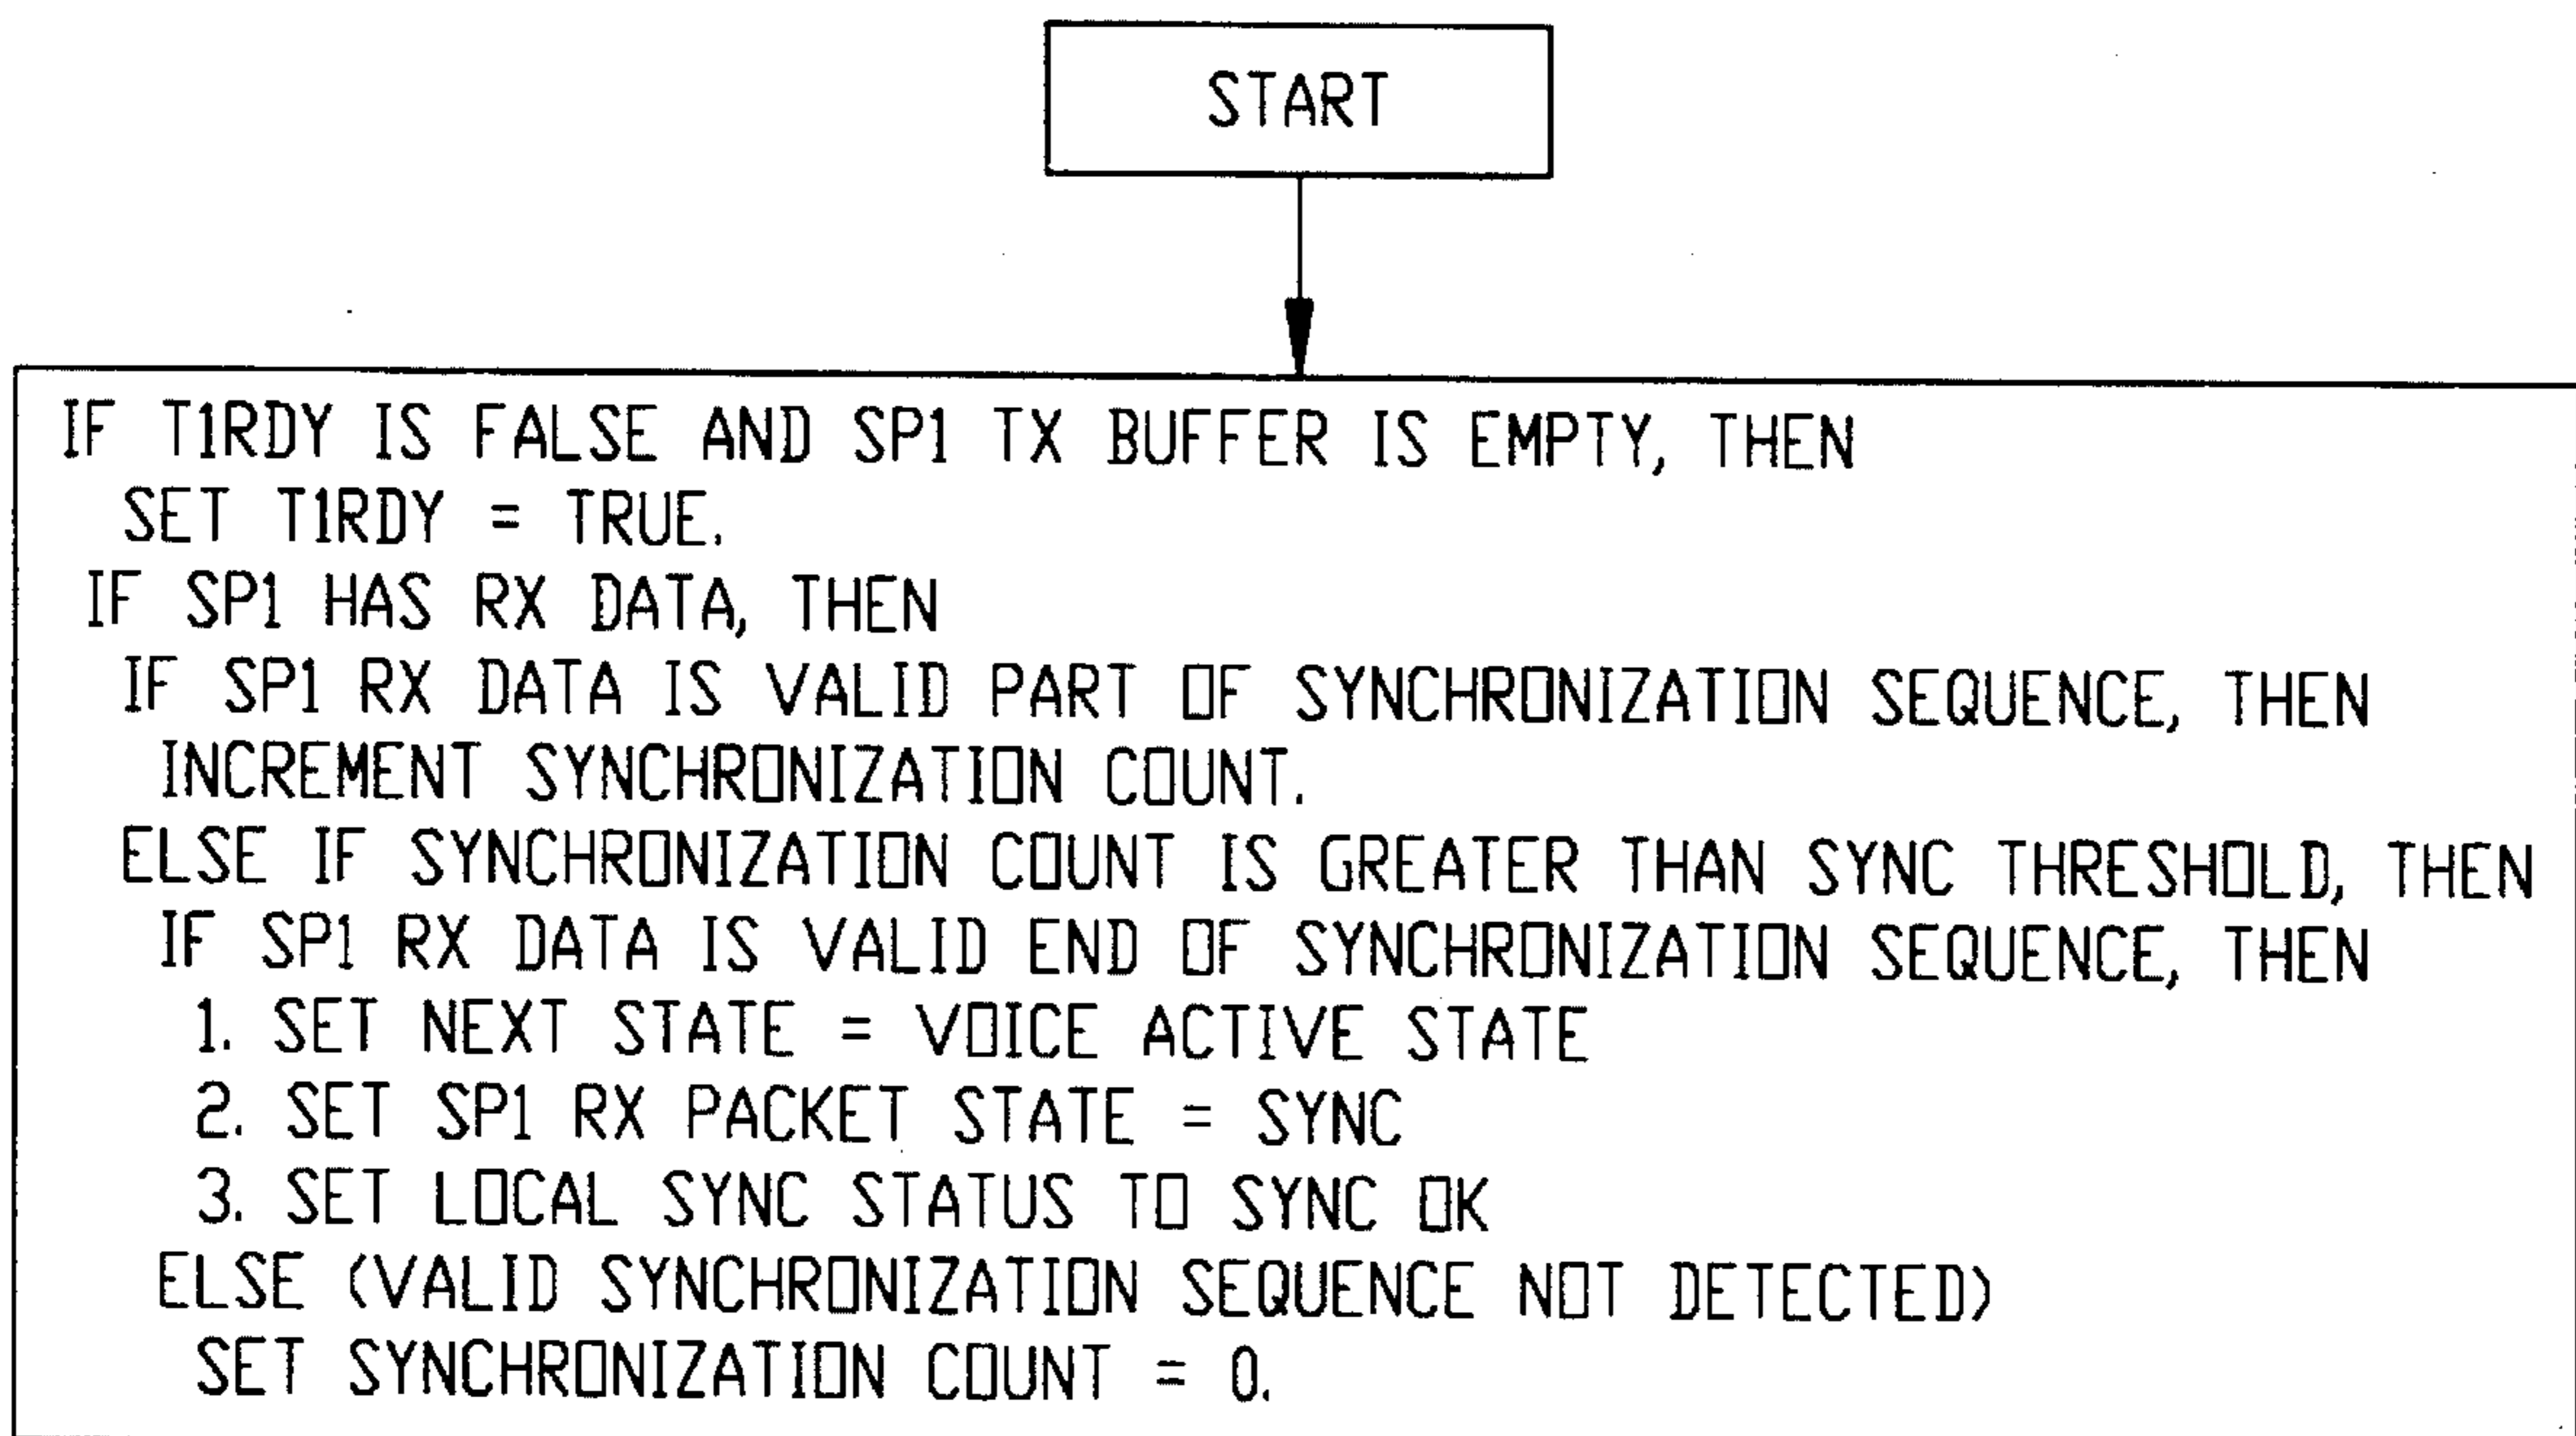 START
IF T1RDY IS FALSE AND SP1 TX BUFFER IS EMPTY, THEN
SET T1RDY = TRUE.
IF SP1 HAS RX DATA, THEN
IF SP1 RX DATA IS VALID PART OF SYNCHRONIZATION SEQUENCE, THEN
INCREMENT SYNCHRONIZATION COUNT.
ELSE IF SYNCHRONIZATION COUNT IS GREATER THAN SYNC THRESHOLD, THEN
IF SP1 RX DATA IS VALID END OF SYNCHRONIZATION SEQUENCE, THEN
1. SET NEXT STATE = VOICE ACTIVE STATE
2. SET SP1 RX PACKET STATE = SYNC
3. SET LOCAL SYNC STATUS TO SYNC OK
ELSE (VALID SYNCHRONIZATION SEQUENCE NOT DETECTED)
SET SYNCHRONIZATION COUNT = 0.